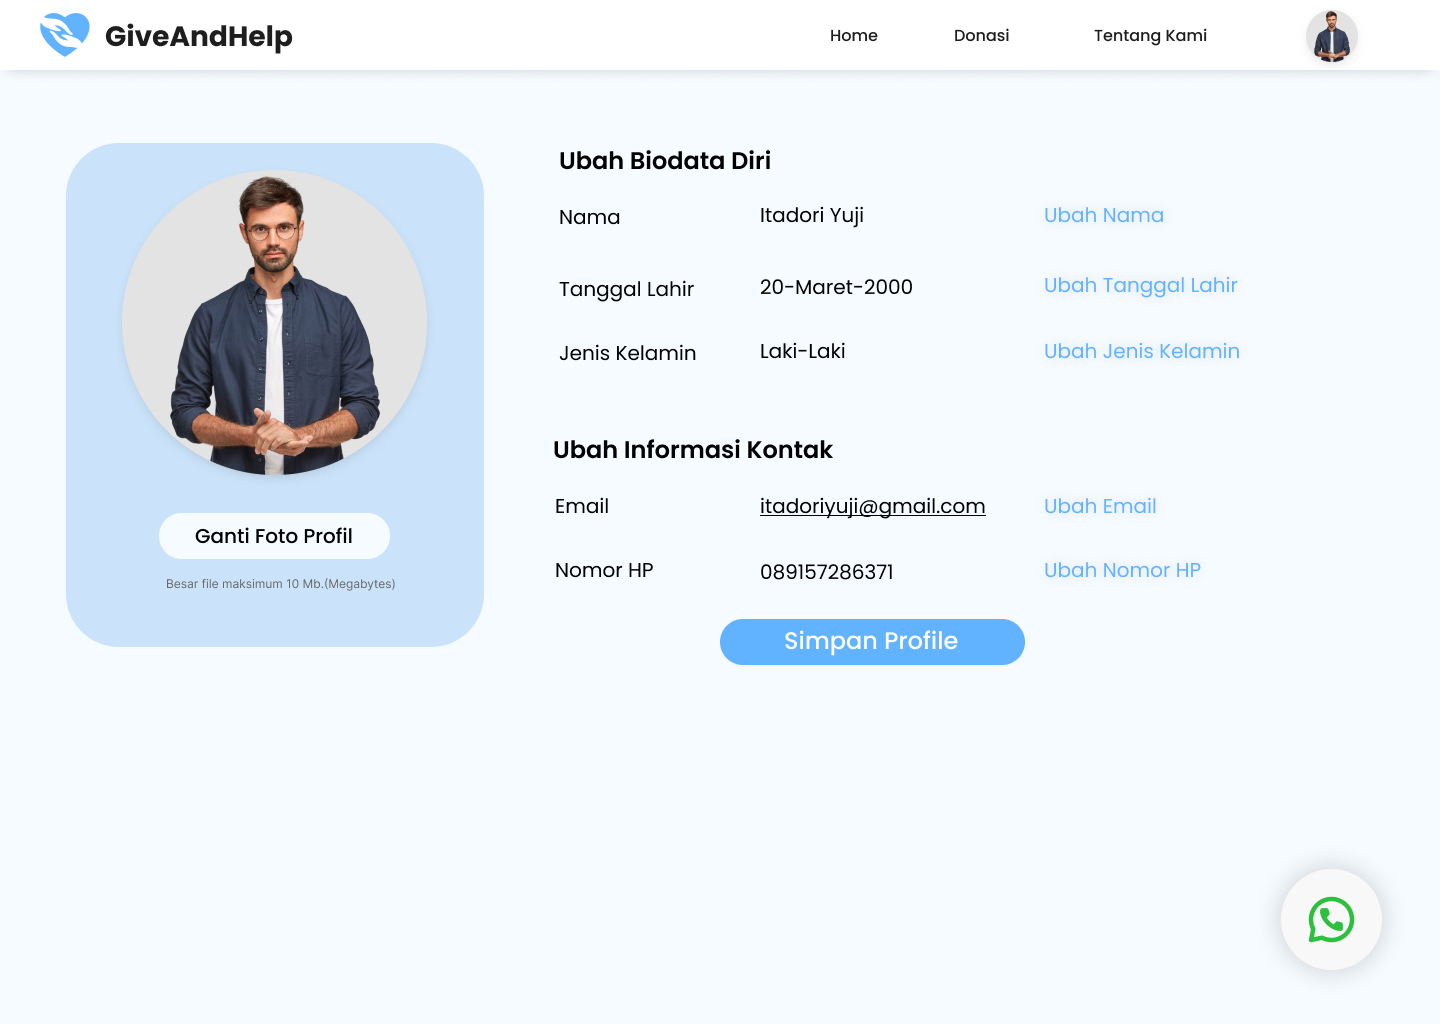 GiveAndHelp
Home
Donasi
Tentang Kami
Ganti Foto Profil
Besar file maksimum 10 Mb.(Megabytes)
Ubah Biodata Diri
Nama Itadori Yuji Ubah Nama
Tanggal Lahir 20-Maret-2000 Ubah Tanggal Lahir
Jenis Kelamin Laki-Laki Ubah Jenis Kelamin
Ubah Informasi Kontak
Email itadoriyuji@gmail.com Ubah Email
Nomor HP 089157286371 Ubah Nomor HP
Simpan Profile